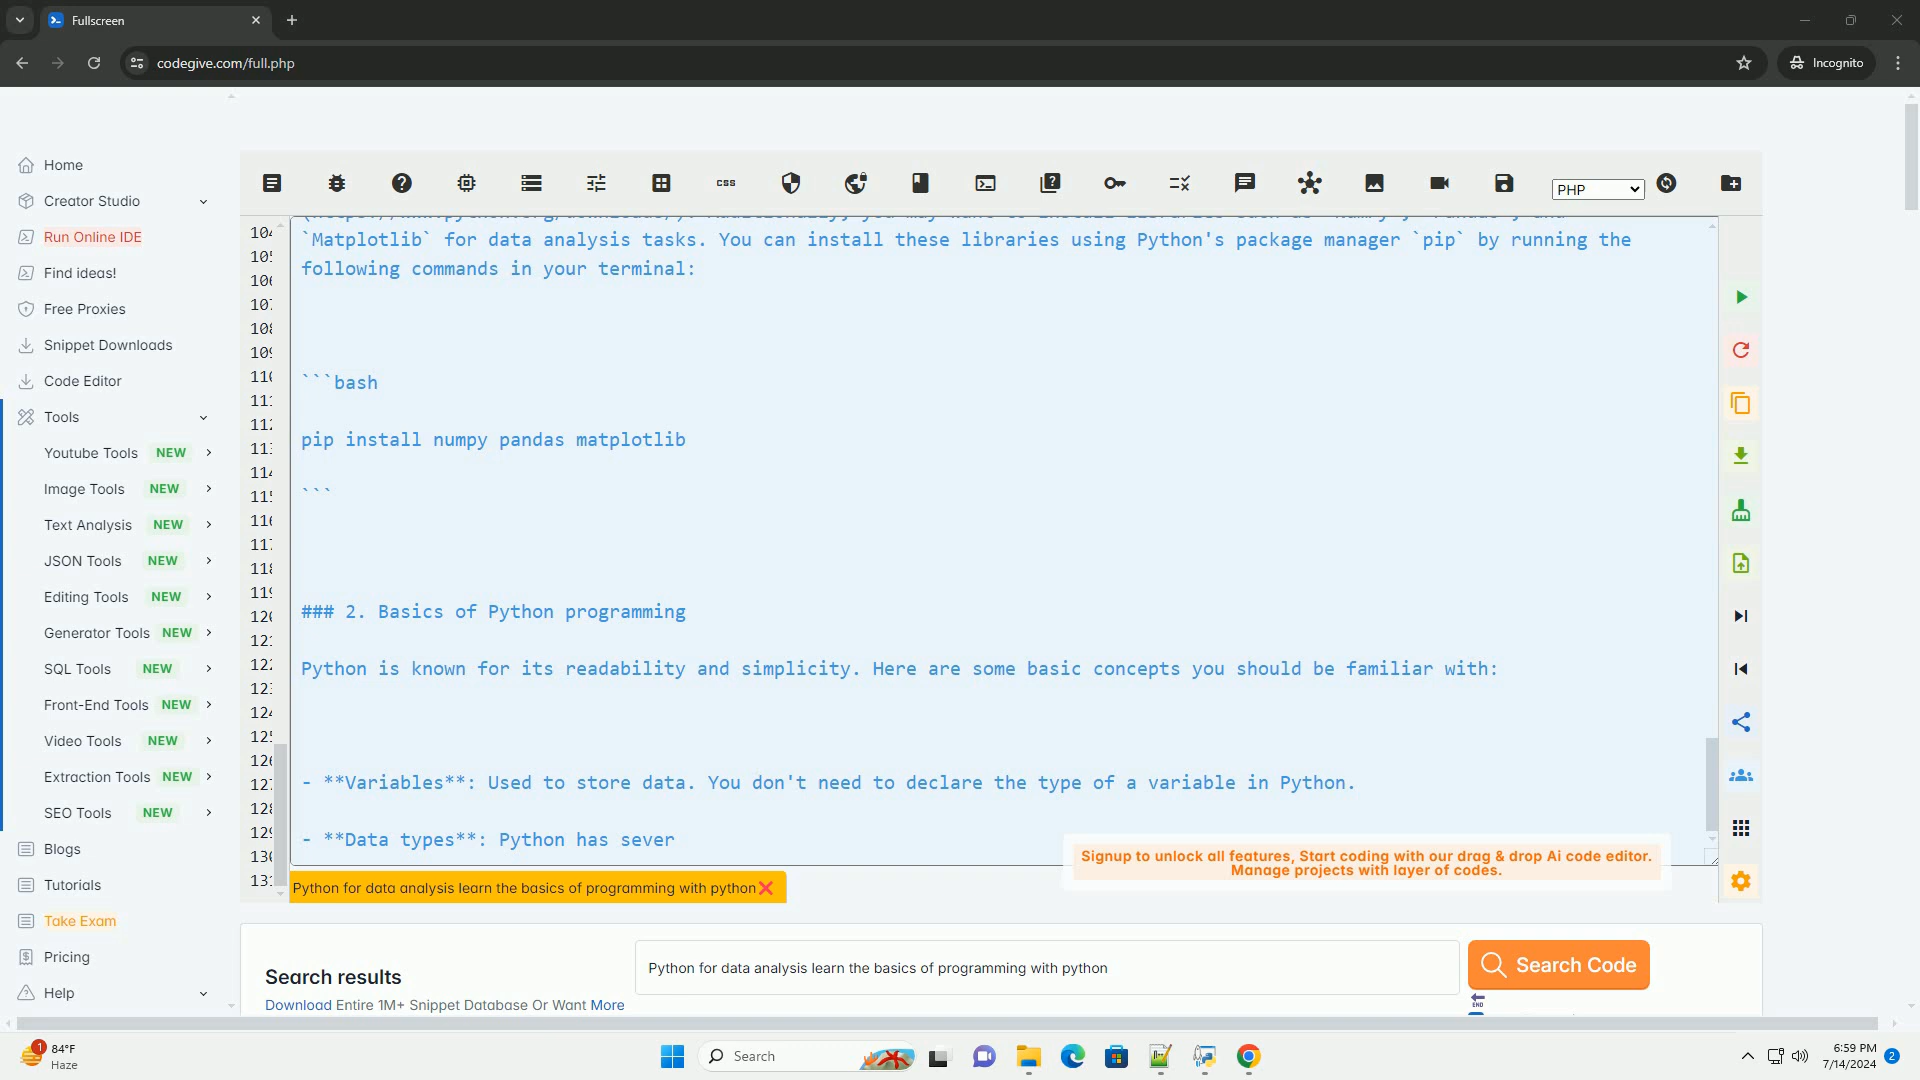 Fullscreen
codegive.com/full.php
Incognito
Home
Creator Studio
Run Online IDE
Find ideas!
Free Proxies
Snippet Downloads
Code Editor
Tools
Youtube Tools NEW
Image Tools NEW
Text Analysis NEW
JSON Tools NEW
Editing Tools NEW
Generator Tools NEW
SQL Tools NEW
Front-End Tools NEW
Video Tools NEW
Extraction Tools NEW
SEO Tools NEW
Blogs
Tutorials
Take Exam
Pricing
Help
css
PHP
`Matplotlib` for data analysis tasks. You can install these libraries using Python's package manager `pip` by running the
following commands in your terminal:
```bash
pip install numpy pandas matplotlib
```
### 2. Basics of Python programming
Python is known for its readability and simplicity. Here are some basic concepts you should be familiar with:
- **Variables**: Used to store data. You don't need to declare the type of a variable in Python.
- **Data types**: Python has sever
Signup to unlock all features, Start coding with our drag & drop Ai code editor.
Manage projects with layer of codes.
Python for data analysis learn the basics of programming with python
Search results
Download Entire 1M+ Snippet Database Or Want More
Python for data analysis learn the basics of programming with python
Search Code
END
1
84°F
Haze
Search
6:59 PM
7/14/2024
2